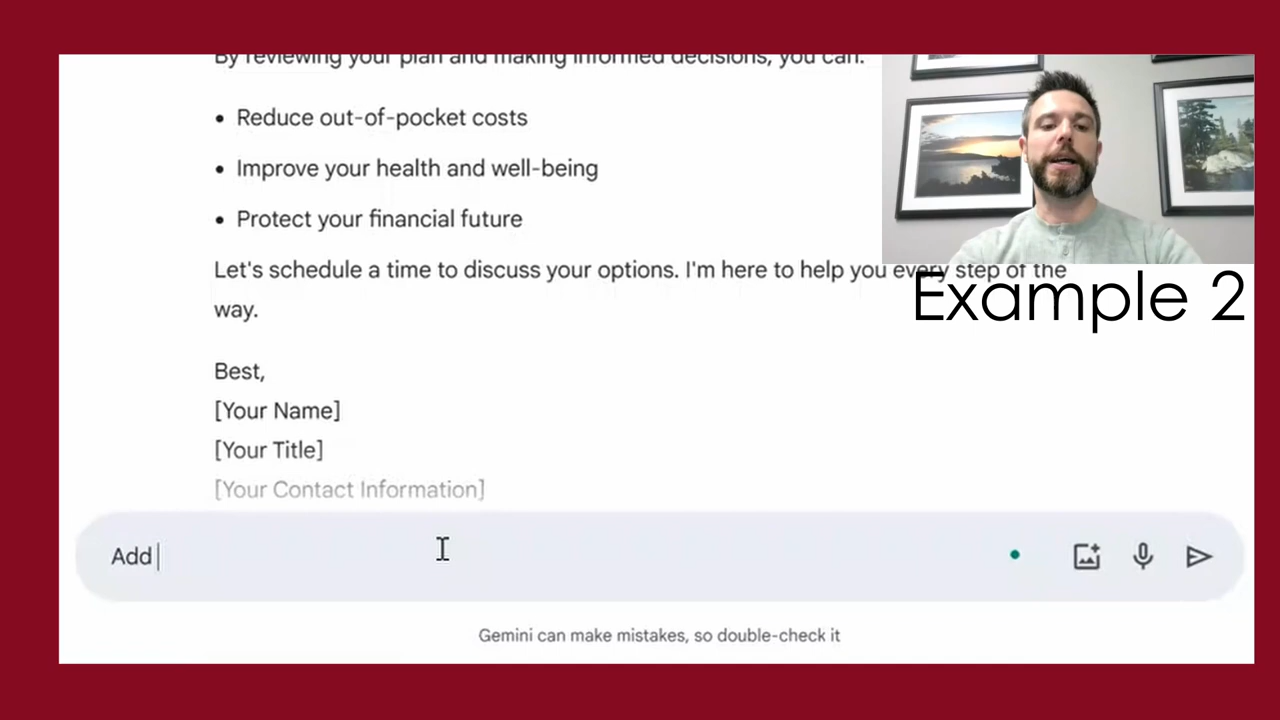 By reviewing your plan and making informed decisions, you can:
• Reduce out-of-pocket costs
• Improve your health and well-being
• Protect your financial future
Let's schedule a time to discuss your options. I'm here to help you every step of the
way.
Example 2
Best,
[Your Name]
[Your Title]
[Your Contact Information]
Add
Gemini can make mistakes, so double-check it